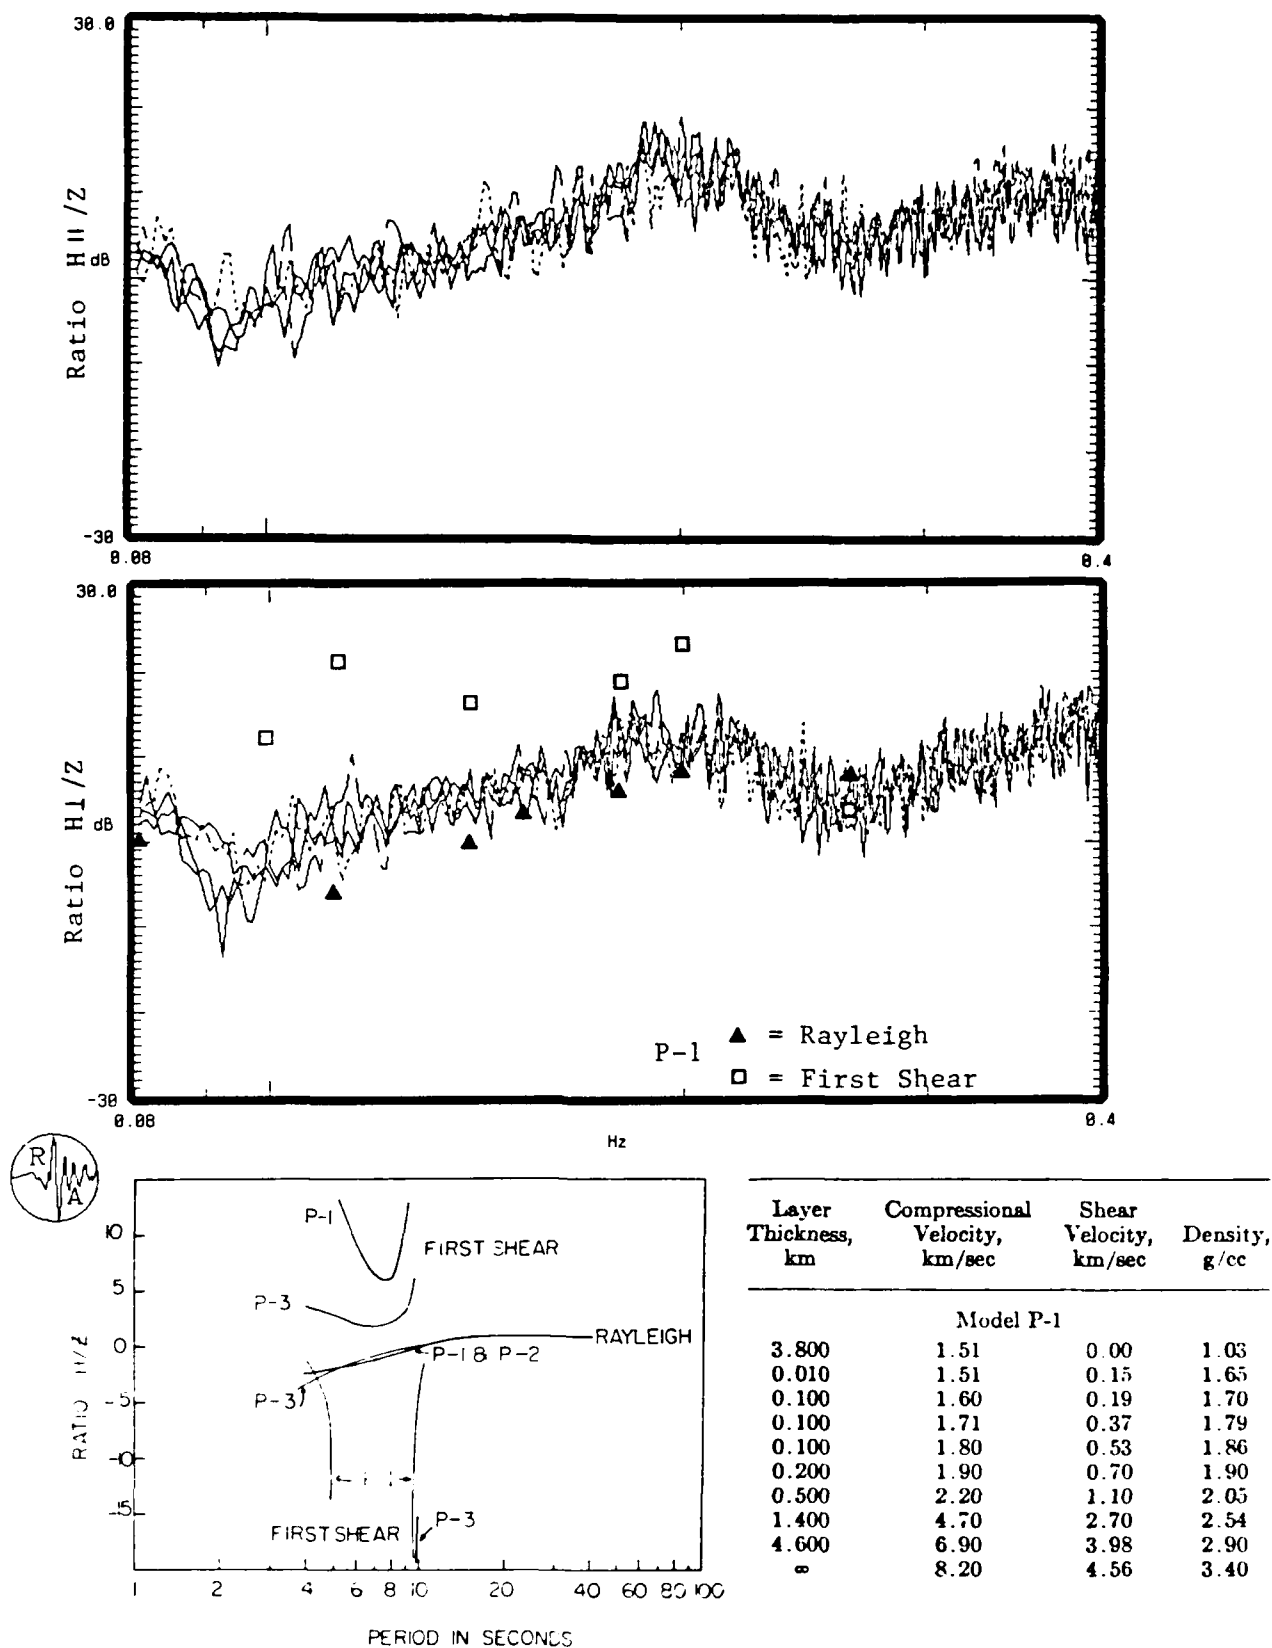 30.0
Ratio H∥/Z
dB
-30
0.08
0.4
30.0
Ratio H⊥/Z
dB
P-1
▲ = Rayleigh
□ = First Shear
-30
0.08
0.4
Hz
R
A
10
5
0
-5
-10
-15
RATIO H/Z
P-1
FIRST SHEAR
P-3
RAYLEIGH
P-1 & P-2
P-3
P-3
FIRST SHEAR
1 2 4 6 8 10 20 40 60 80 100
PERIOD IN SECONDS
Layer Compressional Shear
Thickness, Velocity, Velocity, Density,
km km/sec km/sec g/cc
Model P-1
3.800 1.51 0.00 1.03
0.010 1.51 0.15 1.65
0.100 1.60 0.19 1.70
0.100 1.71 0.37 1.79
0.100 1.80 0.53 1.86
0.200 1.90 0.70 1.90
0.500 2.20 1.10 2.05
1.400 4.70 2.70 2.54
4.600 6.90 3.98 2.90
∞ 8.20 4.56 3.40